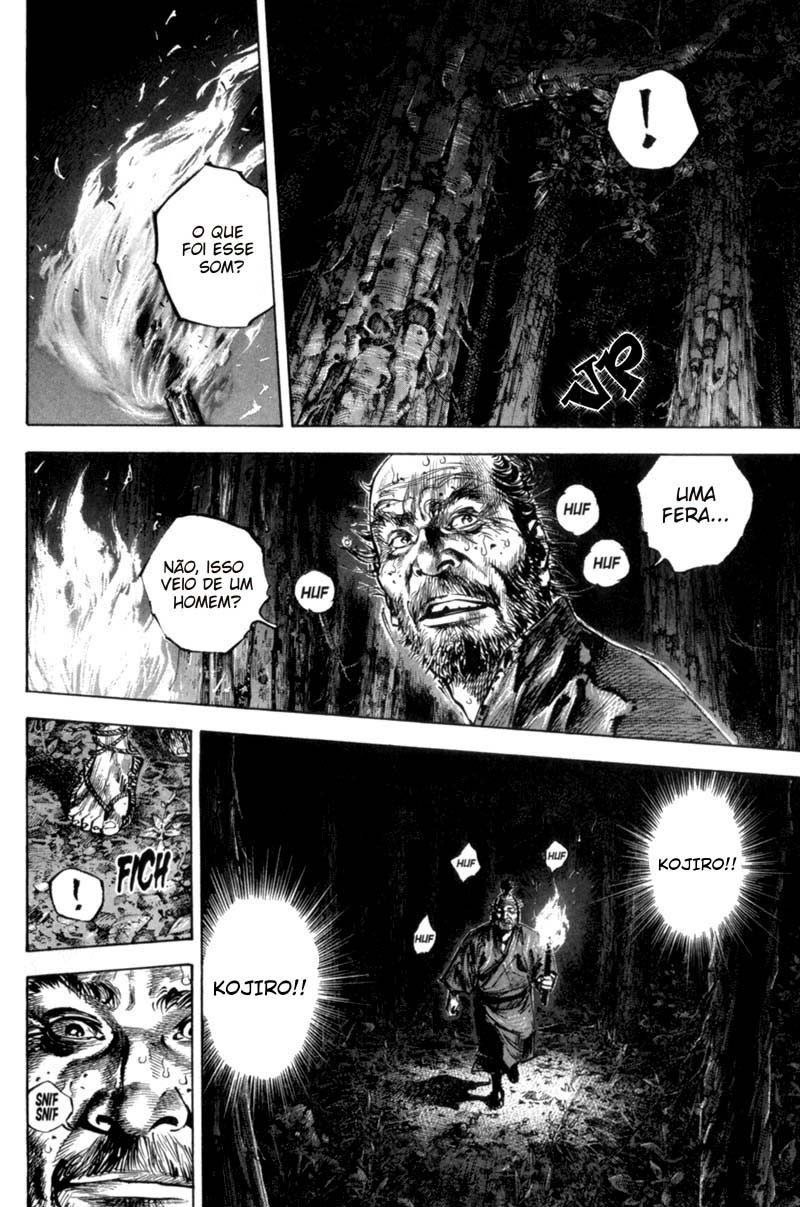 !
VP
O QUE
FOI ESSE
SOM?
UMA
FERA...
HUF
HUF
HUF
NÃO, ISSO
VEIO DE UM
HOMEM?
KOJIRO!!
HUF
HUF
HUF
KOJIRO!!
FICH
!
SNIF
SNIF